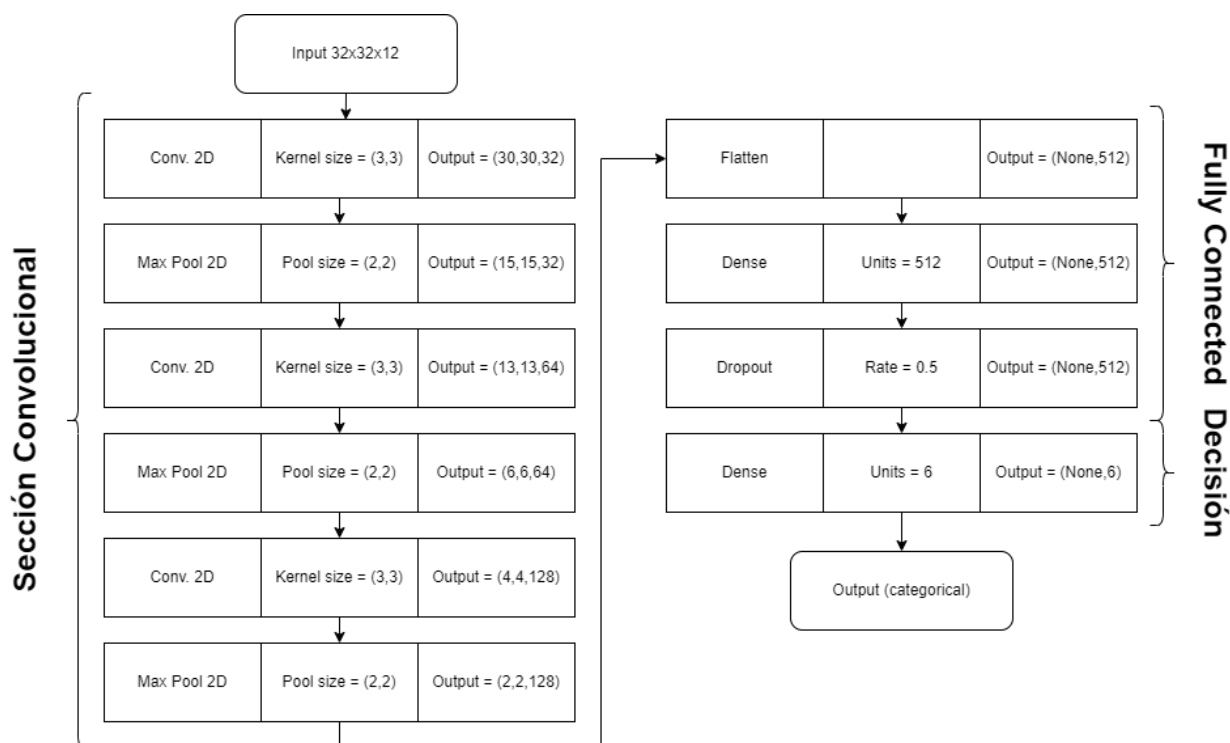 Input 32x32x12
Sección Convolucional
Conv. 2D Kernel size = (3,3) Output = (30,30,32)
Max Pool 2D Pool size = (2,2) Output = (15,15,32)
Conv. 2D Kernel size = (3,3) Output = (13,13,64)
Max Pool 2D Pool size = (2,2) Output = (6,6,64)
Conv. 2D Kernel size = (3,3) Output = (4,4,128)
Max Pool 2D Pool size = (2,2) Output = (2,2,128)
Flatten Output = (None,512)
Dense Units = 512 Output = (None,512)
Dropout Rate = 0.5 Output = (None,512)
Fully Connected
Dense Units = 6 Output = (None,6)
Decisión
Output (categorical)